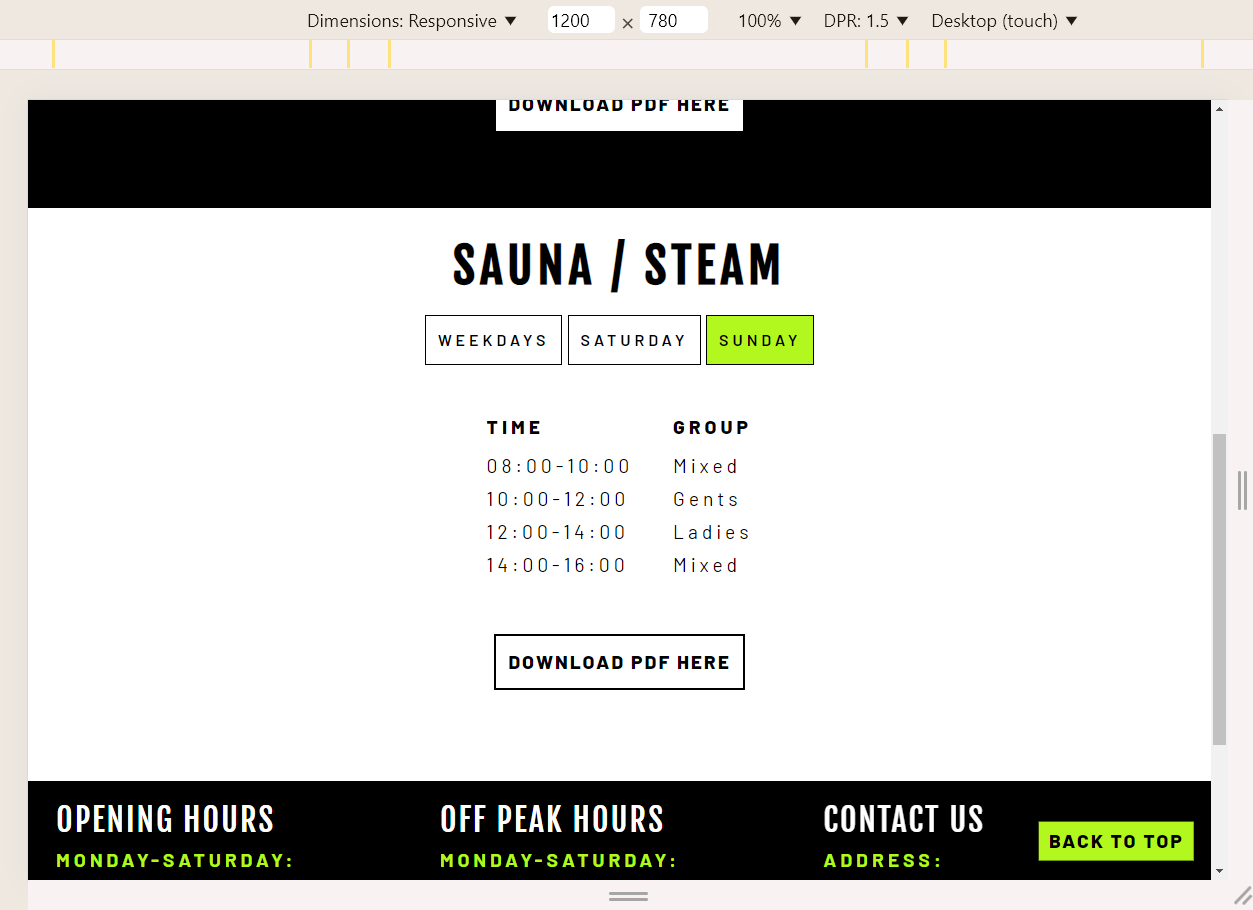 Dimensions: Responsive ▼ 1200 × 780 100% ▼ DPR: 1.5 ▼ Desktop (touch) ▼
DOWNLOAD PDF HERE
SAUNA / STEAM
WEEKDAYS SATURDAY SUNDAY
TIME GROUP
08:00-10:00 Mixed
10:00-12:00 Gents
12:00-14:00 Ladies
14:00-16:00 Mixed
DOWNLOAD PDF HERE
OPENING HOURS OFF PEAK HOURS CONTACT US
BACK TO TOP
MONDAY-SATURDAY: MONDAY-SATURDAY: ADDRESS: